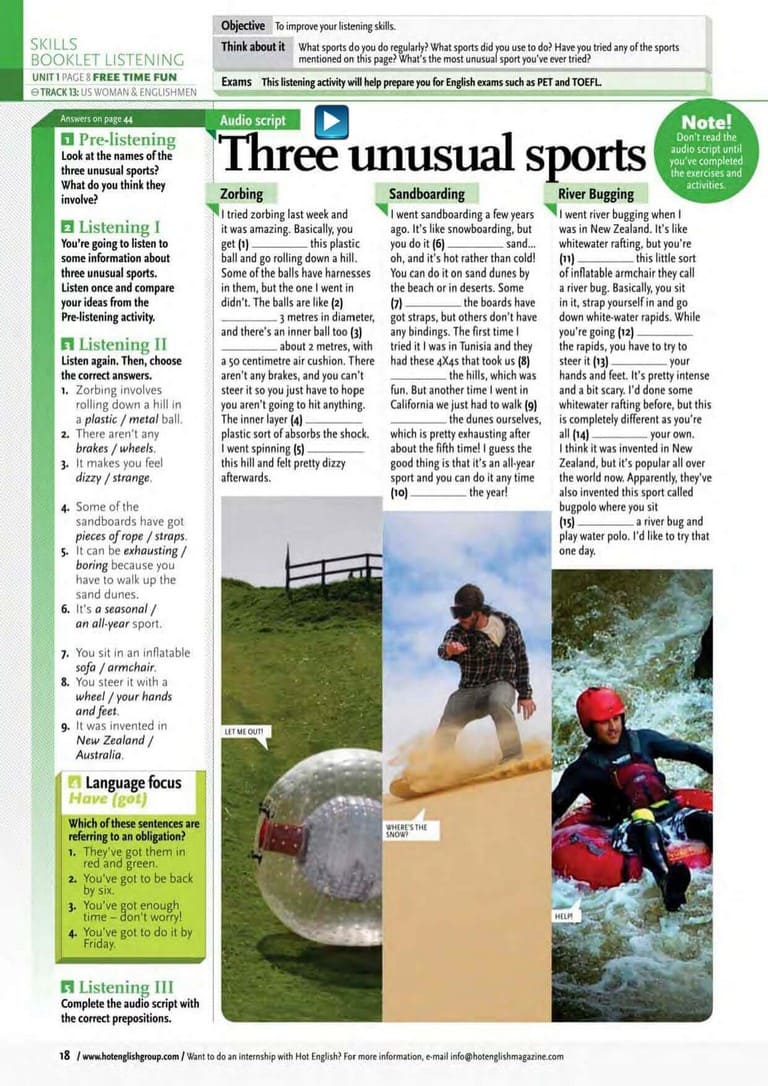 SKILLS
BOOKLET LISTENING
UNIT 1 PAGE 8 FREE TIME FUN
TRACK 13: US WOMAN & ENGLISHMEN
Objective To improve your listening skills.
Think about it What sports do you do regularly? What sports did you use to do? Have you tried any of the sports
mentioned on this page? What's the most unusual sport you've ever tried?
Exams This listening activity will help prepare you for English exams such as PET and TOEFL.
Answers on page 44
1 Pre-listening
Look at the names of the
three unusual sports?
What do you think they
involve?
2 Listening I
You're going to listen to
some information about
three unusual sports.
Listen once and compare
your ideas from the
Pre-listening activity.
3 Listening II
Listen again. Then, choose
the correct answers.
1. Zorbing involves
rolling down a hill in
a plastic / metal ball.
2. There aren't any
brakes / wheels.
3. It makes you feel
dizzy / strange.
4. Some of the
sandboards have got
pieces of rope / straps.
5. It can be exhausting /
boring because you
have to walk up the
sand dunes.
6. It's a seasonal /
an all-year sport.
7. You sit in an inflatable
sofa / armchair.
8. You steer it with a
wheel / your hands
and feet.
9. It was invented in
New Zealand /
Australia.
4 Language focus
Have (got)
Which of these sentences are
referring to an obligation?
1. They've got them in
red and green.
2. You've got to be back
by six.
3. You've got enough
time – don't worry!
4. You've got to do it by
Friday.
5 Listening III
Complete the audio script with
the correct prepositions.
Audio script
Three unusual sports
Note!
Don't read the
audio script until
you've completed
the exercises and
activities.
Zorbing
I tried zorbing last week and
it was amazing. Basically, you
get (1) __________ this plastic
ball and go rolling down a hill.
Some of the balls have harnesses
in them, but the one I went in
didn't. The balls are like (2)
__________ 3 metres in diameter,
and there's an inner ball too (3)
__________ about 2 metres, with
a 50 centimetre air cushion. There
aren't any brakes, and you can't
steer it so you just have to hope
you aren't going to hit anything.
The inner layer (4) __________
plastic sort of absorbs the shock.
I went spinning (5) __________
this hill and felt pretty dizzy
afterwards.
Sandboarding
I went sandboarding a few years
ago. It's like snowboarding, but
you do it (6) __________ sand...
oh, and it's hot rather than cold!
You can do it on sand dunes by
the beach or in deserts. Some
(7) __________ the boards have
got straps, but others don't have
any bindings. The first time I
tried it I was in Tunisia and they
had these 4X4s that took us (8)
__________ the hills, which was
fun. But another time I went in
California we just had to walk (9)
__________ the dunes ourselves,
which is pretty exhausting after
about the fifth time! I guess the
good thing is that it's an all-year
sport and you can do it any time
(10) __________ the year!
River Bugging
I went river bugging when I
was in New Zealand. It's like
whitewater rafting, but you're
(11) __________ this little sort
of inflatable armchair they call
a river bug. Basically, you sit
in it, strap yourself in and go
down white-water rapids. While
you're going (12) __________
the rapids, you have to try to
steer it (13) __________ your
hands and feet. It's pretty intense
and a bit scary. I'd done some
whitewater rafting before, but this
is completely different as you're
all (14) __________ your own.
I think it was invented in New
Zealand, but it's popular all over
the world now. Apparently, they've
also invented this sport called
bugpolo where you sit
(15) __________ a river bug and
play water polo. I'd like to try that
one day.
LET ME OUT!
WHERE'S THE
SNOW?
HELP!
18 / www.hotenglishgroup.com / Want to do an internship with Hot English? For more information, e-mail info@hotenglishmagazine.com